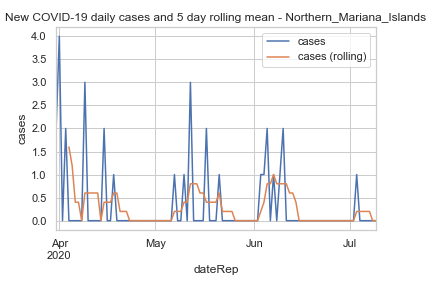 New COVID-19 daily cases and 5 day rolling mean - Northern_Mariana_Islands
cases
cases (rolling)
4.0
3.5
3.0
2.5
2.0
1.5
1.0
0.5
0.0
cases
Apr
2020
May
Jun
Jul
dateRep